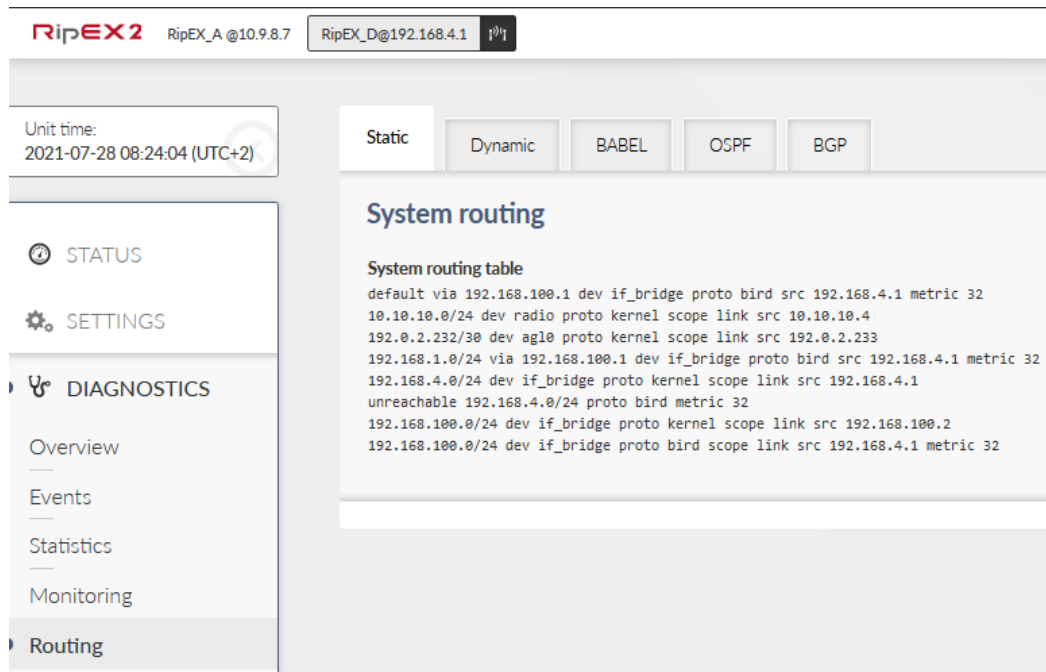 RipEX2 RipEX_A @10.9.8.7 RipEX_D@192.168.4.1
Unit time:
2021-07-28 08:24:04 (UTC+2)
Static Dynamic BABEL OSPF BGP
System routing
System routing table
default via 192.168.100.1 dev if_bridge proto bird src 192.168.4.1 metric 32
10.10.10.0/24 dev radio proto kernel scope link src 10.10.10.4
192.0.2.232/30 dev agl0 proto kernel scope link src 192.0.2.233
192.168.1.0/24 via 192.168.100.1 dev if_bridge proto bird src 192.168.4.1 metric 32
192.168.4.0/24 dev if_bridge proto kernel scope link src 192.168.4.1
unreachable 192.168.4.0/24 proto bird metric 32
192.168.100.0/24 dev if_bridge proto kernel scope link src 192.168.100.2
192.168.100.0/24 dev if_bridge proto bird scope link src 192.168.4.1 metric 32
STATUS
SETTINGS
DIAGNOSTICS
Overview
Events
Statistics
Monitoring
Routing